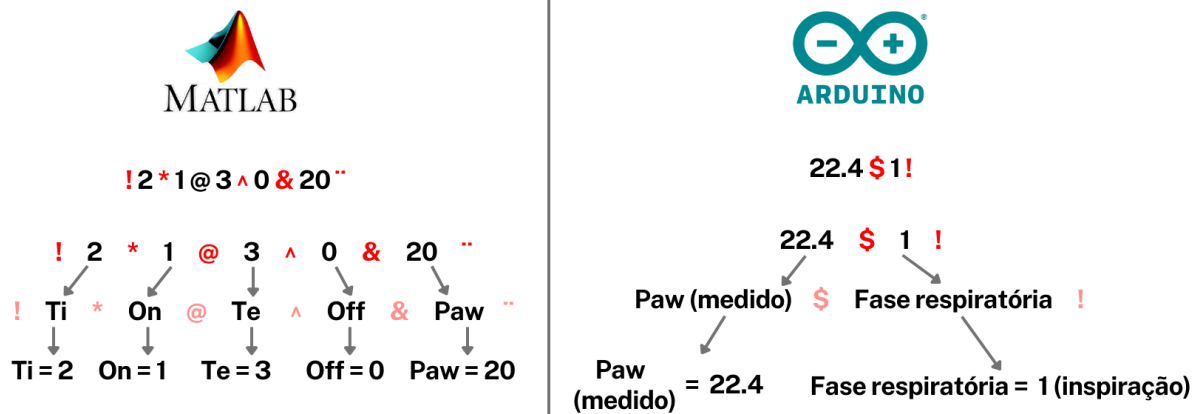 MATLAB
!2*1@3^0&20¨
! 2 * 1 @ 3 ^ 0 & 20 ¨
! Ti * On @ Te ^ Off & Paw ¨
Ti = 2 On = 1 Te = 3 Off = 0 Paw = 20
®
ARDUINO
22.4$1!
22.4 $ 1 !
Paw (medido) $ Fase respiratória !
Paw
(medido) = 22.4 Fase respiratória = 1 (inspiração)